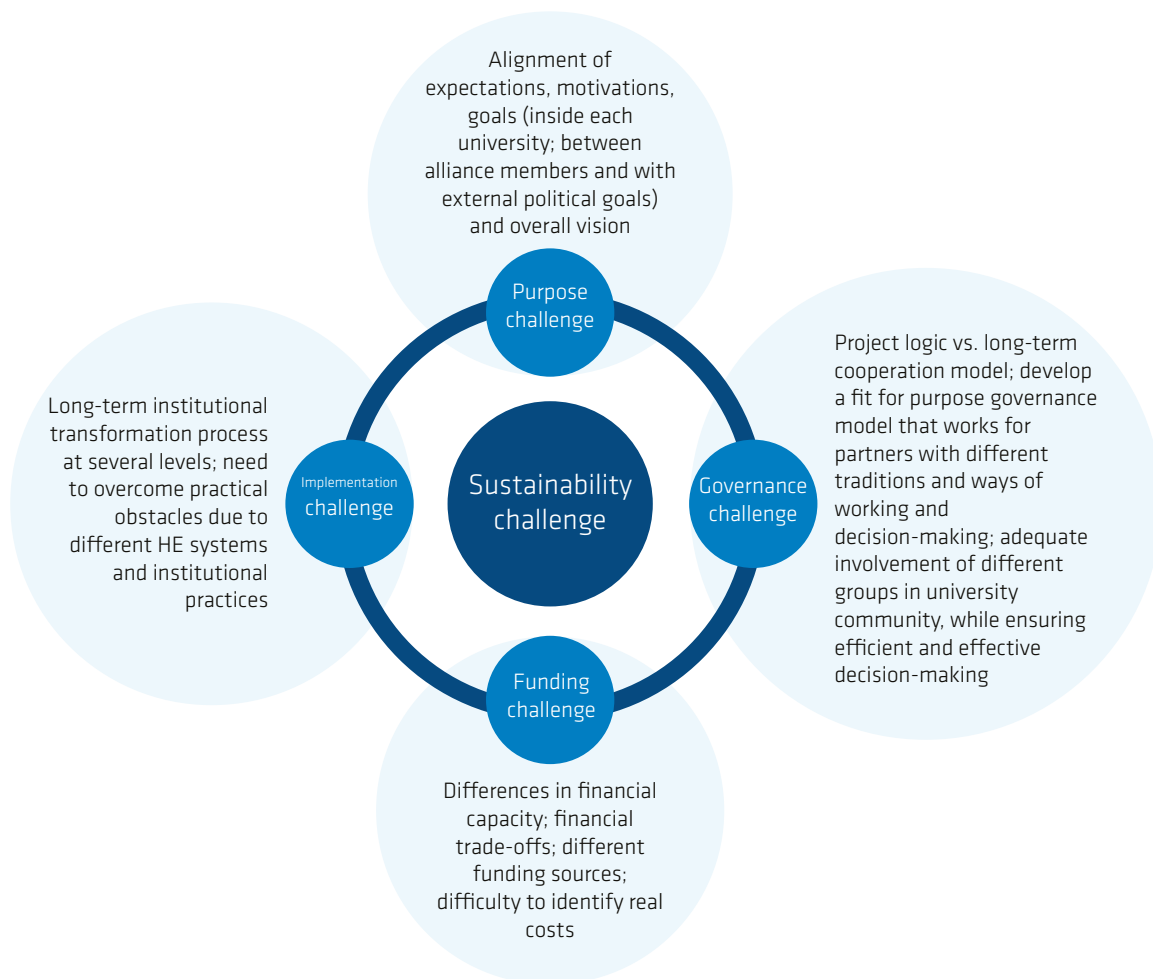 Alignment of
expectations, motivations,
goals (inside each
university; between
alliance members and with
external political goals)
and overall vision
Purpose
challenge
Project logic vs. long-term
cooperation model; develop
a fit for purpose governance
model that works for
partners with different
traditions and ways of
working and
decision-making; adequate
involvement of different
groups in university
community, while ensuring
efficient and effective
decision-making
Governance
challenge
Sustainability
challenge
Implementation
challenge
Long-term institutional
transformation process
at several levels; need
to overcome practical
obstacles due to
different HE systems
and institutional
practices
Funding
challenge
Differences in financial
capacity; financial
trade-offs; different
funding sources;
difficulty to identify real
costs